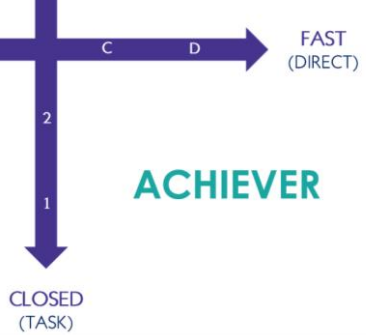 C D
FAST
(DIRECT)
2
ACHIEVER
1
CLOSED
(TASK)